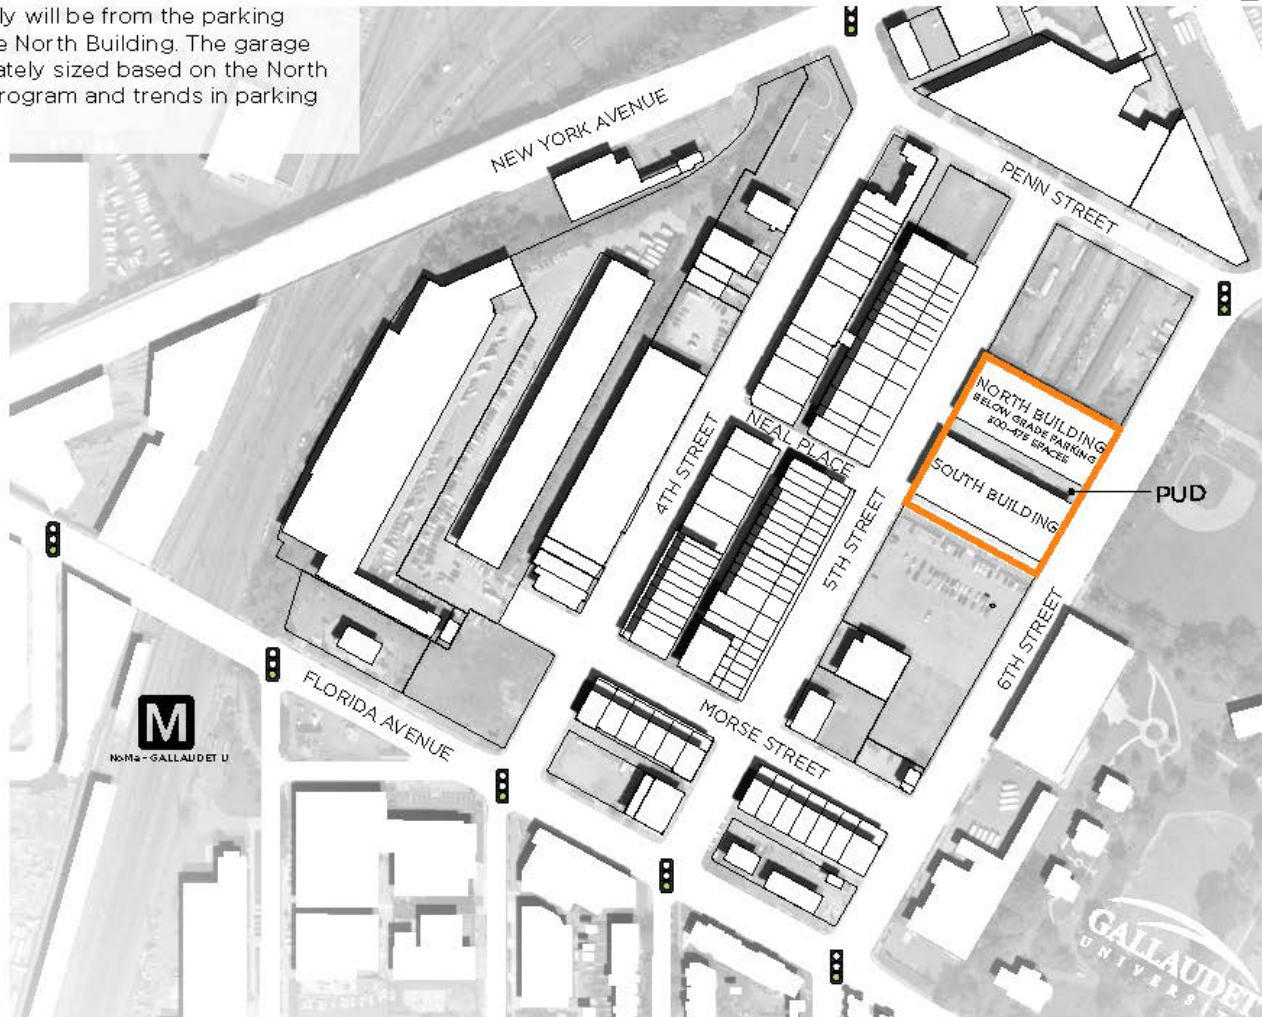 ly will be from the parking
e North Building. The garage
ately sized based on the North
rogram and trends in parking
NEW YORK AVENUE
PENN STREET
NORTH BUILDING
BELOW GRADE PARKING
300-475 SPACES
SOUTH BUILDING
PUD
NEAL PLACE
4TH STREET
5TH STREET
6TH STREET
MORSE STREET
FLORIDA AVENUE
M
NoMa - GALLAUDET U
GALLAUDET
UNIVERS